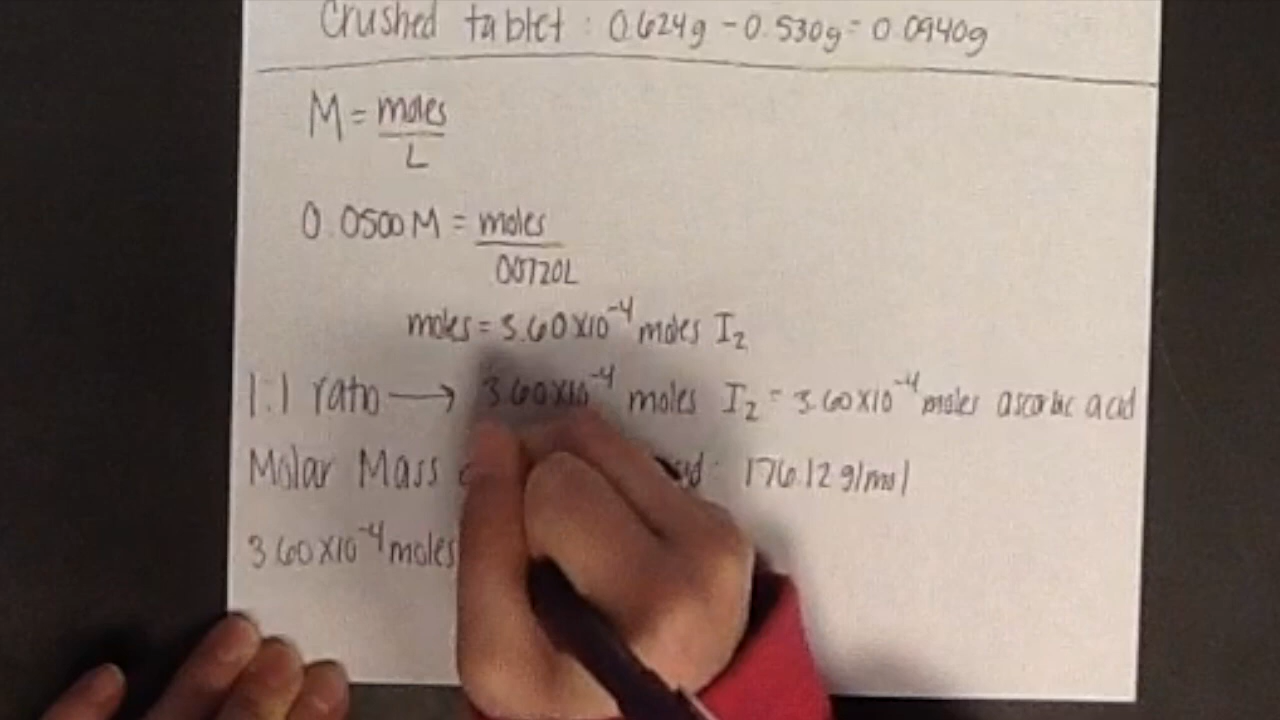 Crushed tablet : 0.624g - 0.530g = 0.0940g
M = moles
L
0.0500M = moles
0.00720L
moles = 3.60x10⁻⁴ moles I₂
1:1 ratio → 3.60x10⁻⁴ moles I₂ = 3.60x10⁻⁴ moles ascorbic acid
Molar Mass 176.12 g/mol
3.60x10⁻⁴ moles